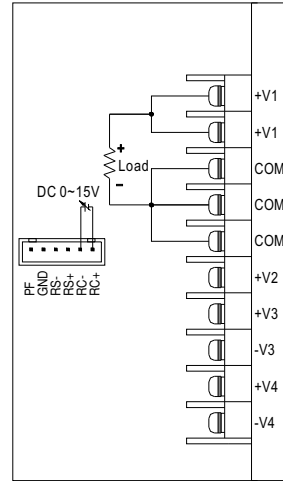 +V1
+V1
+
Load
-
COM
COM
COM
DC 0~15V
PF
GND
RS-
RS+
RC-
RC+
+V2
+V3
-V3
+V4
-V4